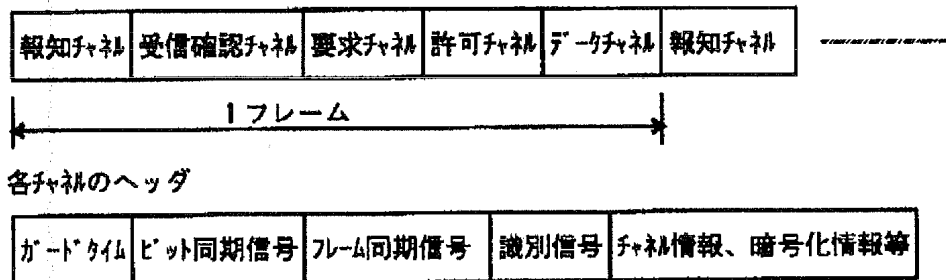 報知ﾁｬﾈﾙ 受信確認ﾁｬﾈﾙ 要求ﾁｬﾈﾙ 許可ﾁｬﾈﾙ ﾃﾞｰﾀﾁｬﾈﾙ 報知ﾁｬﾈﾙ
1フレーム
各ﾁｬﾈﾙのヘッダ
ｶﾞｰﾄﾞﾀｲﾑ ﾋﾞｯﾄ同期信号 ﾌﾚｰﾑ同期信号 識別信号 ﾁｬﾈﾙ情報、暗号化情報等